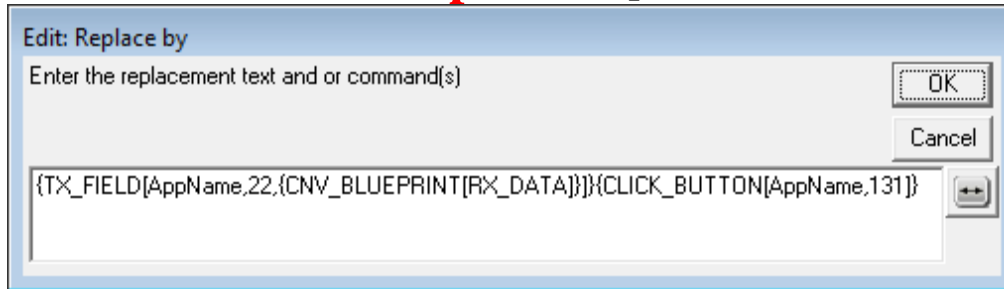 Edit: Replace by
Enter the replacement text and or command(s)
OK
Cancel
{TX_FIELD[AppName,22,{CNV_BLUEPRINT[RX_DATA]}]}{CLICK_BUTTON[AppName,131]}